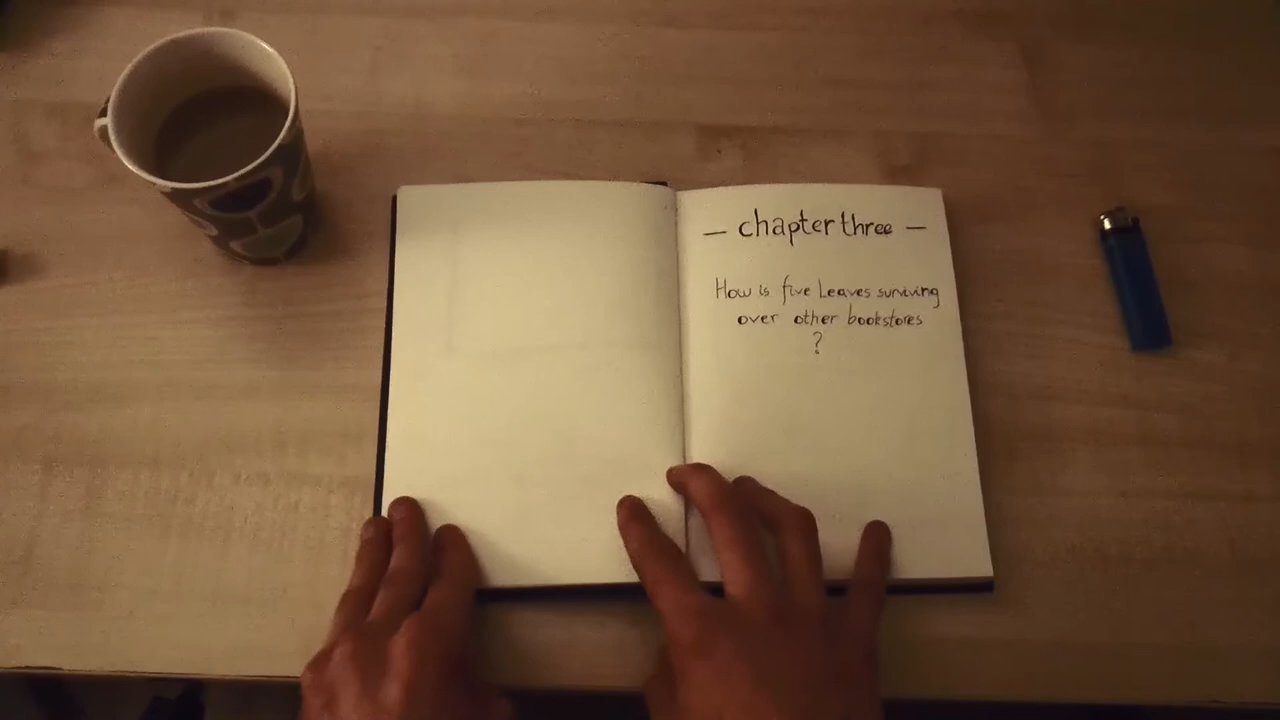 — chapter three —
How is five Leaves surviving
over other bookstores
?